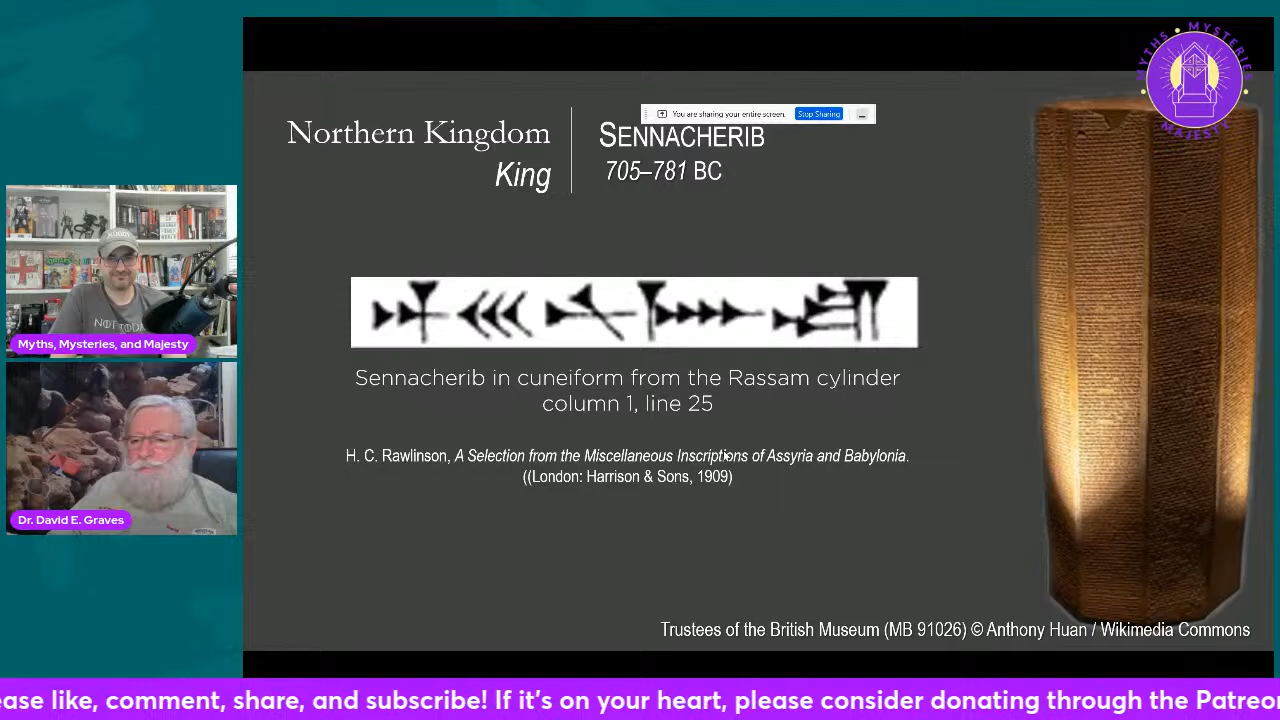 MYTHS • MYSTERIES
MAJESTY
You are sharing your entire screen.
Stop Sharing
Northern Kingdom
King
SENNACHERIB
705–781 BC
Sennacherib in cuneiform from the Rassam cylinder
column 1, line 25
H. C. Rawlinson, A Selection from the Miscellaneous Inscriptions of Assyria and Babylonia.
((London: Harrison & Sons, 1909)
NOT TODAY
Myths, Mysteries, and Majesty
Dr. David E. Graves
Trustees of the British Museum (MB 91026) © Anthony Huan / Wikimedia Commons
ease like, comment, share, and subscribe! If it's on your heart, please consider donating through the Patreon